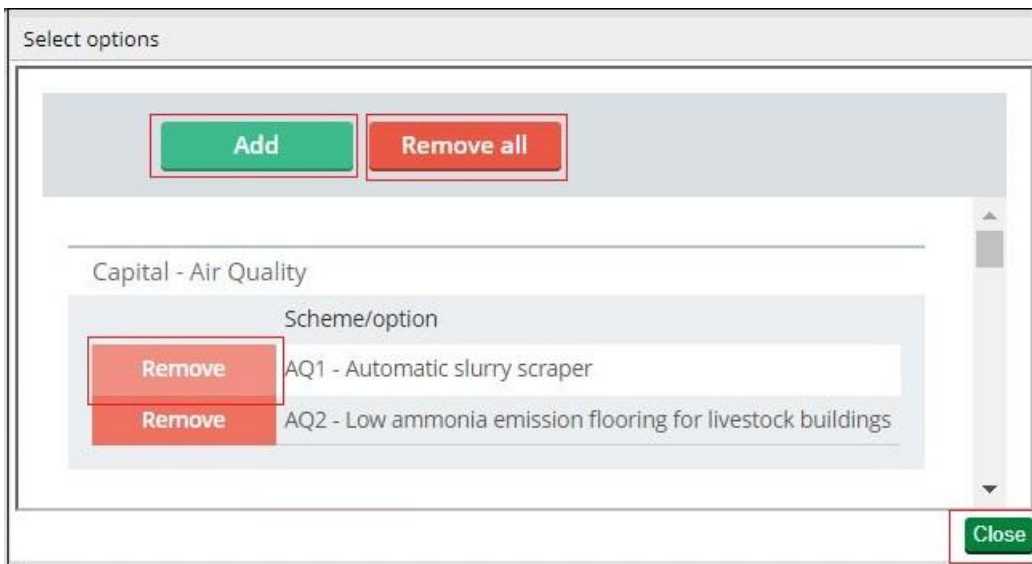 Select options
Add Remove all
Capital - Air Quality
Scheme/option
Remove AQ1 - Automatic slurry scraper
Remove AQ2 - Low ammonia emission flooring for livestock buildings
Close